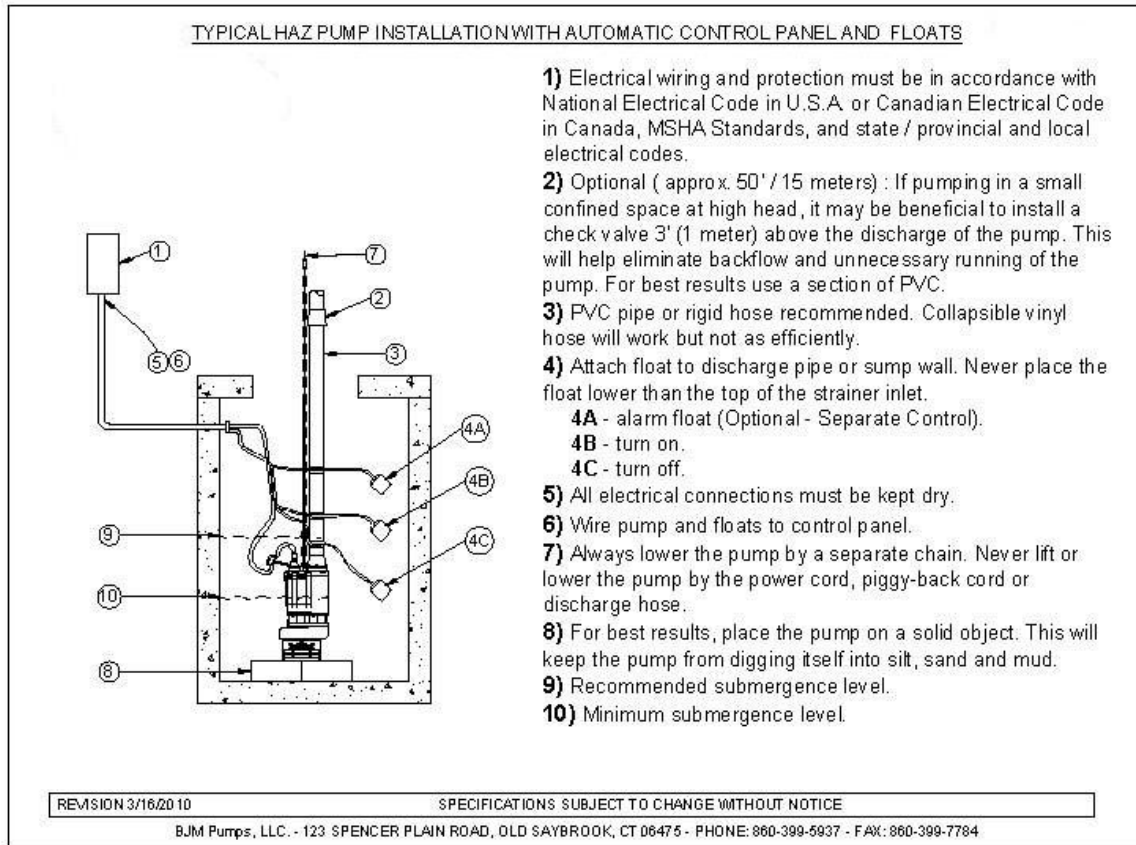 TYPICAL HAZ PUMP INSTALLATION WITH AUTOMATIC CONTROL PANEL AND FLOATS
1) Electrical wiring and protection must be in accordance with
National Electrical Code in U.S.A. or Canadian Electrical Code
in Canada, MSHA Standards, and state / provincial and local
electrical codes.
2) Optional ( approx. 50' / 15 meters) : If pumping in a small
confined space at high head, it may be beneficial to install a
check valve 3' (1 meter) above the discharge of the pump. This
will help eliminate backflow and unnecessary running of the
pump. For best results use a section of PVC.
3) PVC pipe or rigid hose recommended. Collapsible vinyl
hose will work but not as efficiently.
4) Attach float to discharge pipe or sump wall. Never place the
float lower than the top of the strainer inlet.
4A - alarm float (Optional - Separate Control).
4B - turn on.
4C - turn off.
5) All electrical connections must be kept dry.
6) Wire pump and floats to control panel.
7) Always lower the pump by a separate chain. Never lift or
lower the pump by the power cord, piggy-back cord or
discharge hose.
8) For best results, place the pump on a solid object. This will
keep the pump from digging itself into silt, sand and mud.
9) Recommended submergence level.
10) Minimum submergence level.
1
7
2
3
5 6
4A
4B
9
4C
10
8
REVISION 3/16/2010 SPECIFICATIONS SUBJECT TO CHANGE WITHOUT NOTICE
BJM Pumps, LLC. - 123 SPENCER PLAIN ROAD, OLD SAYBROOK, CT 06475 - PHONE: 860-399-5937 - FAX: 860-399-7784